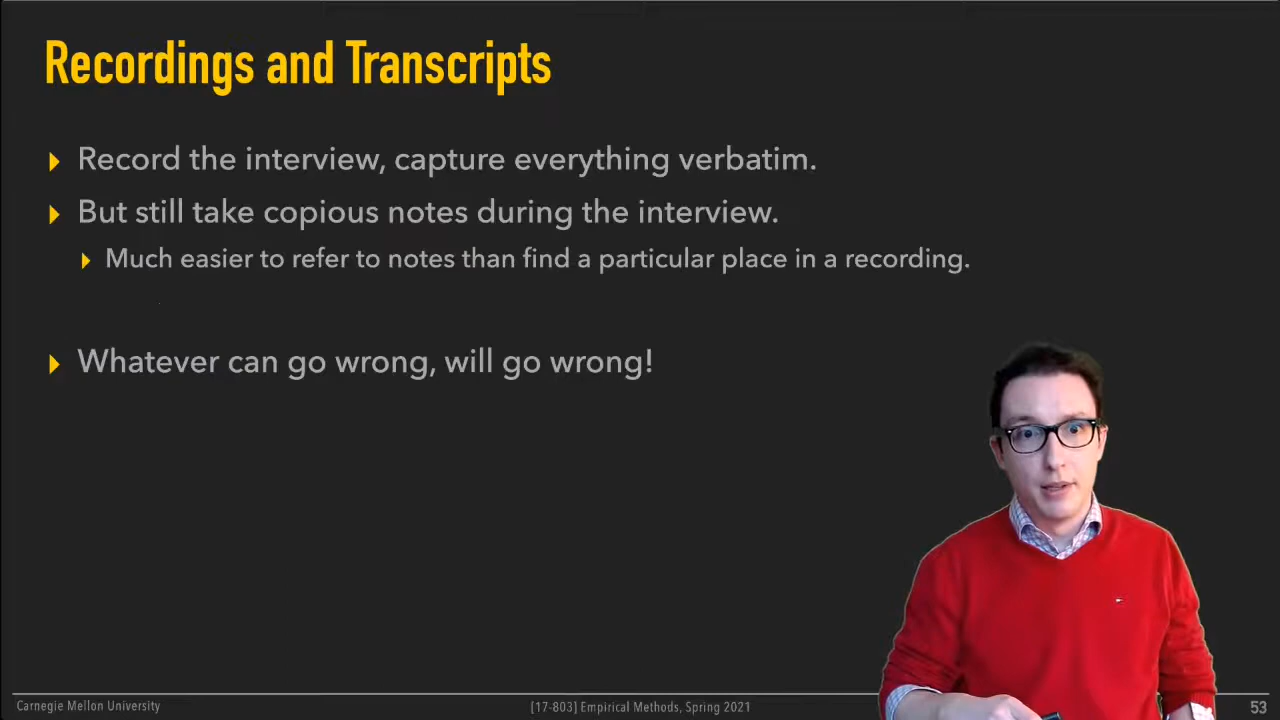 Recordings and Transcripts
Record the interview, capture everything verbatim.
But still take copious notes during the interview.
Much easier to refer to notes than find a particular place in a recording.
Whatever can go wrong, will go wrong!
Carnegie Mellon University
[17-803] Empirical Methods, Spring 2021
53